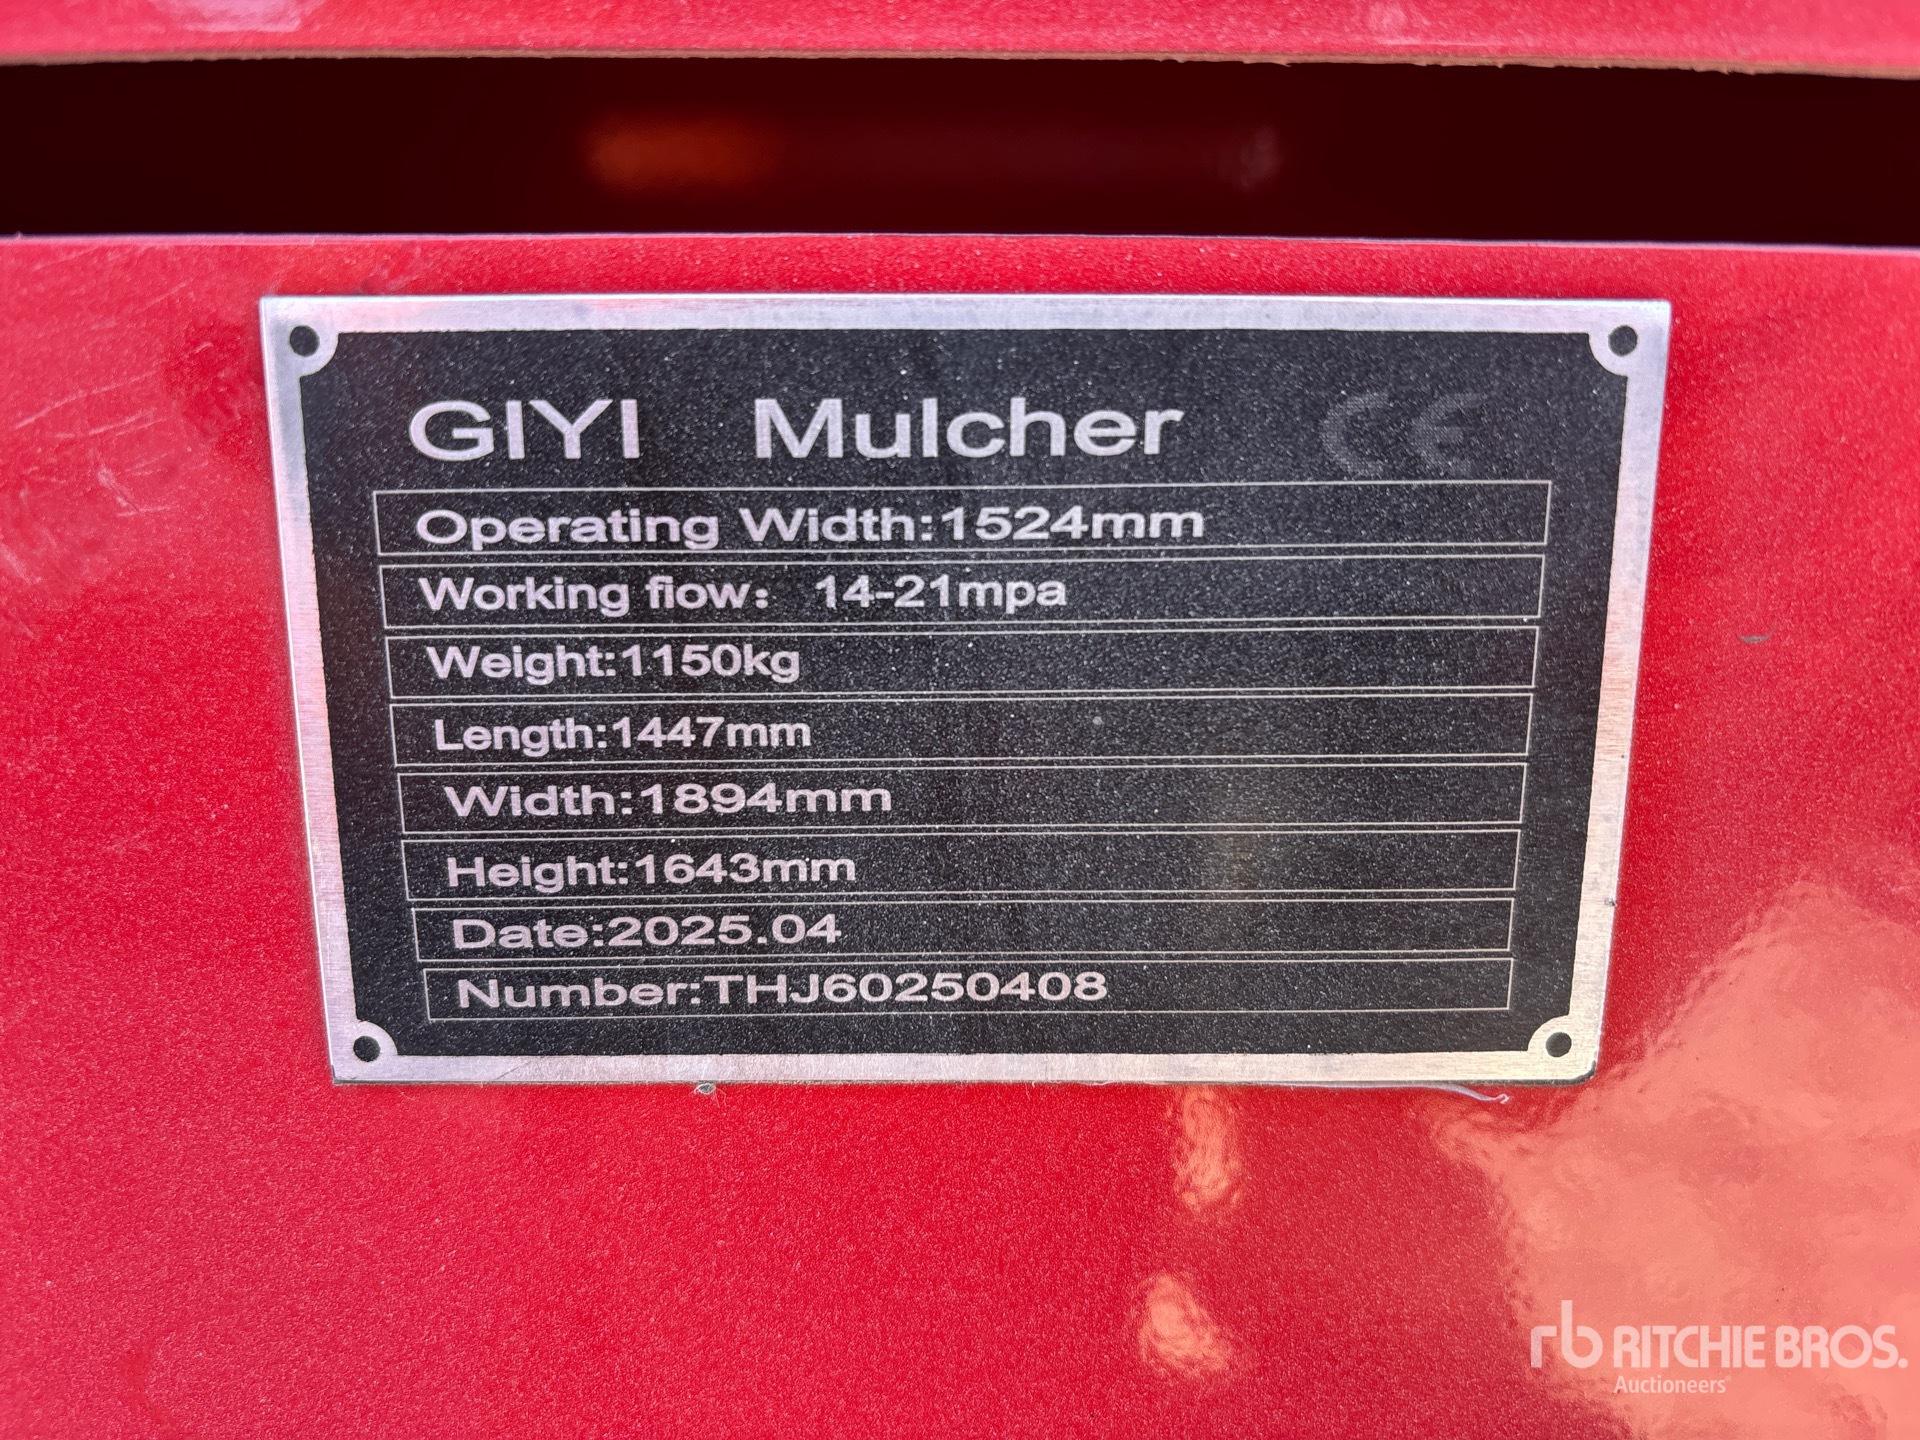 GIYI Mulcher CE
Operating Width:1524mm
Working flow: 14-21mpa
Weight:1150kg
Length:1447mm
Width:1894mm
Height:1643mm
Date:2025.04
Number:THJ60250408
rb RITCHIE BROS.
Auctioneers